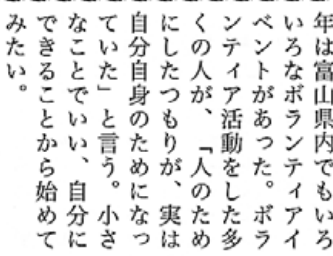 年は富山県内でもいろ
いろなボランティアイ
ベントがあった。ボラ
ンティア活動をした多
くの人が、「人のため
にしたつもりが、実は
自分自身のためになっ
ていた」と言う。小さ
なことでいい、自分に
できることから始めて
みたい。